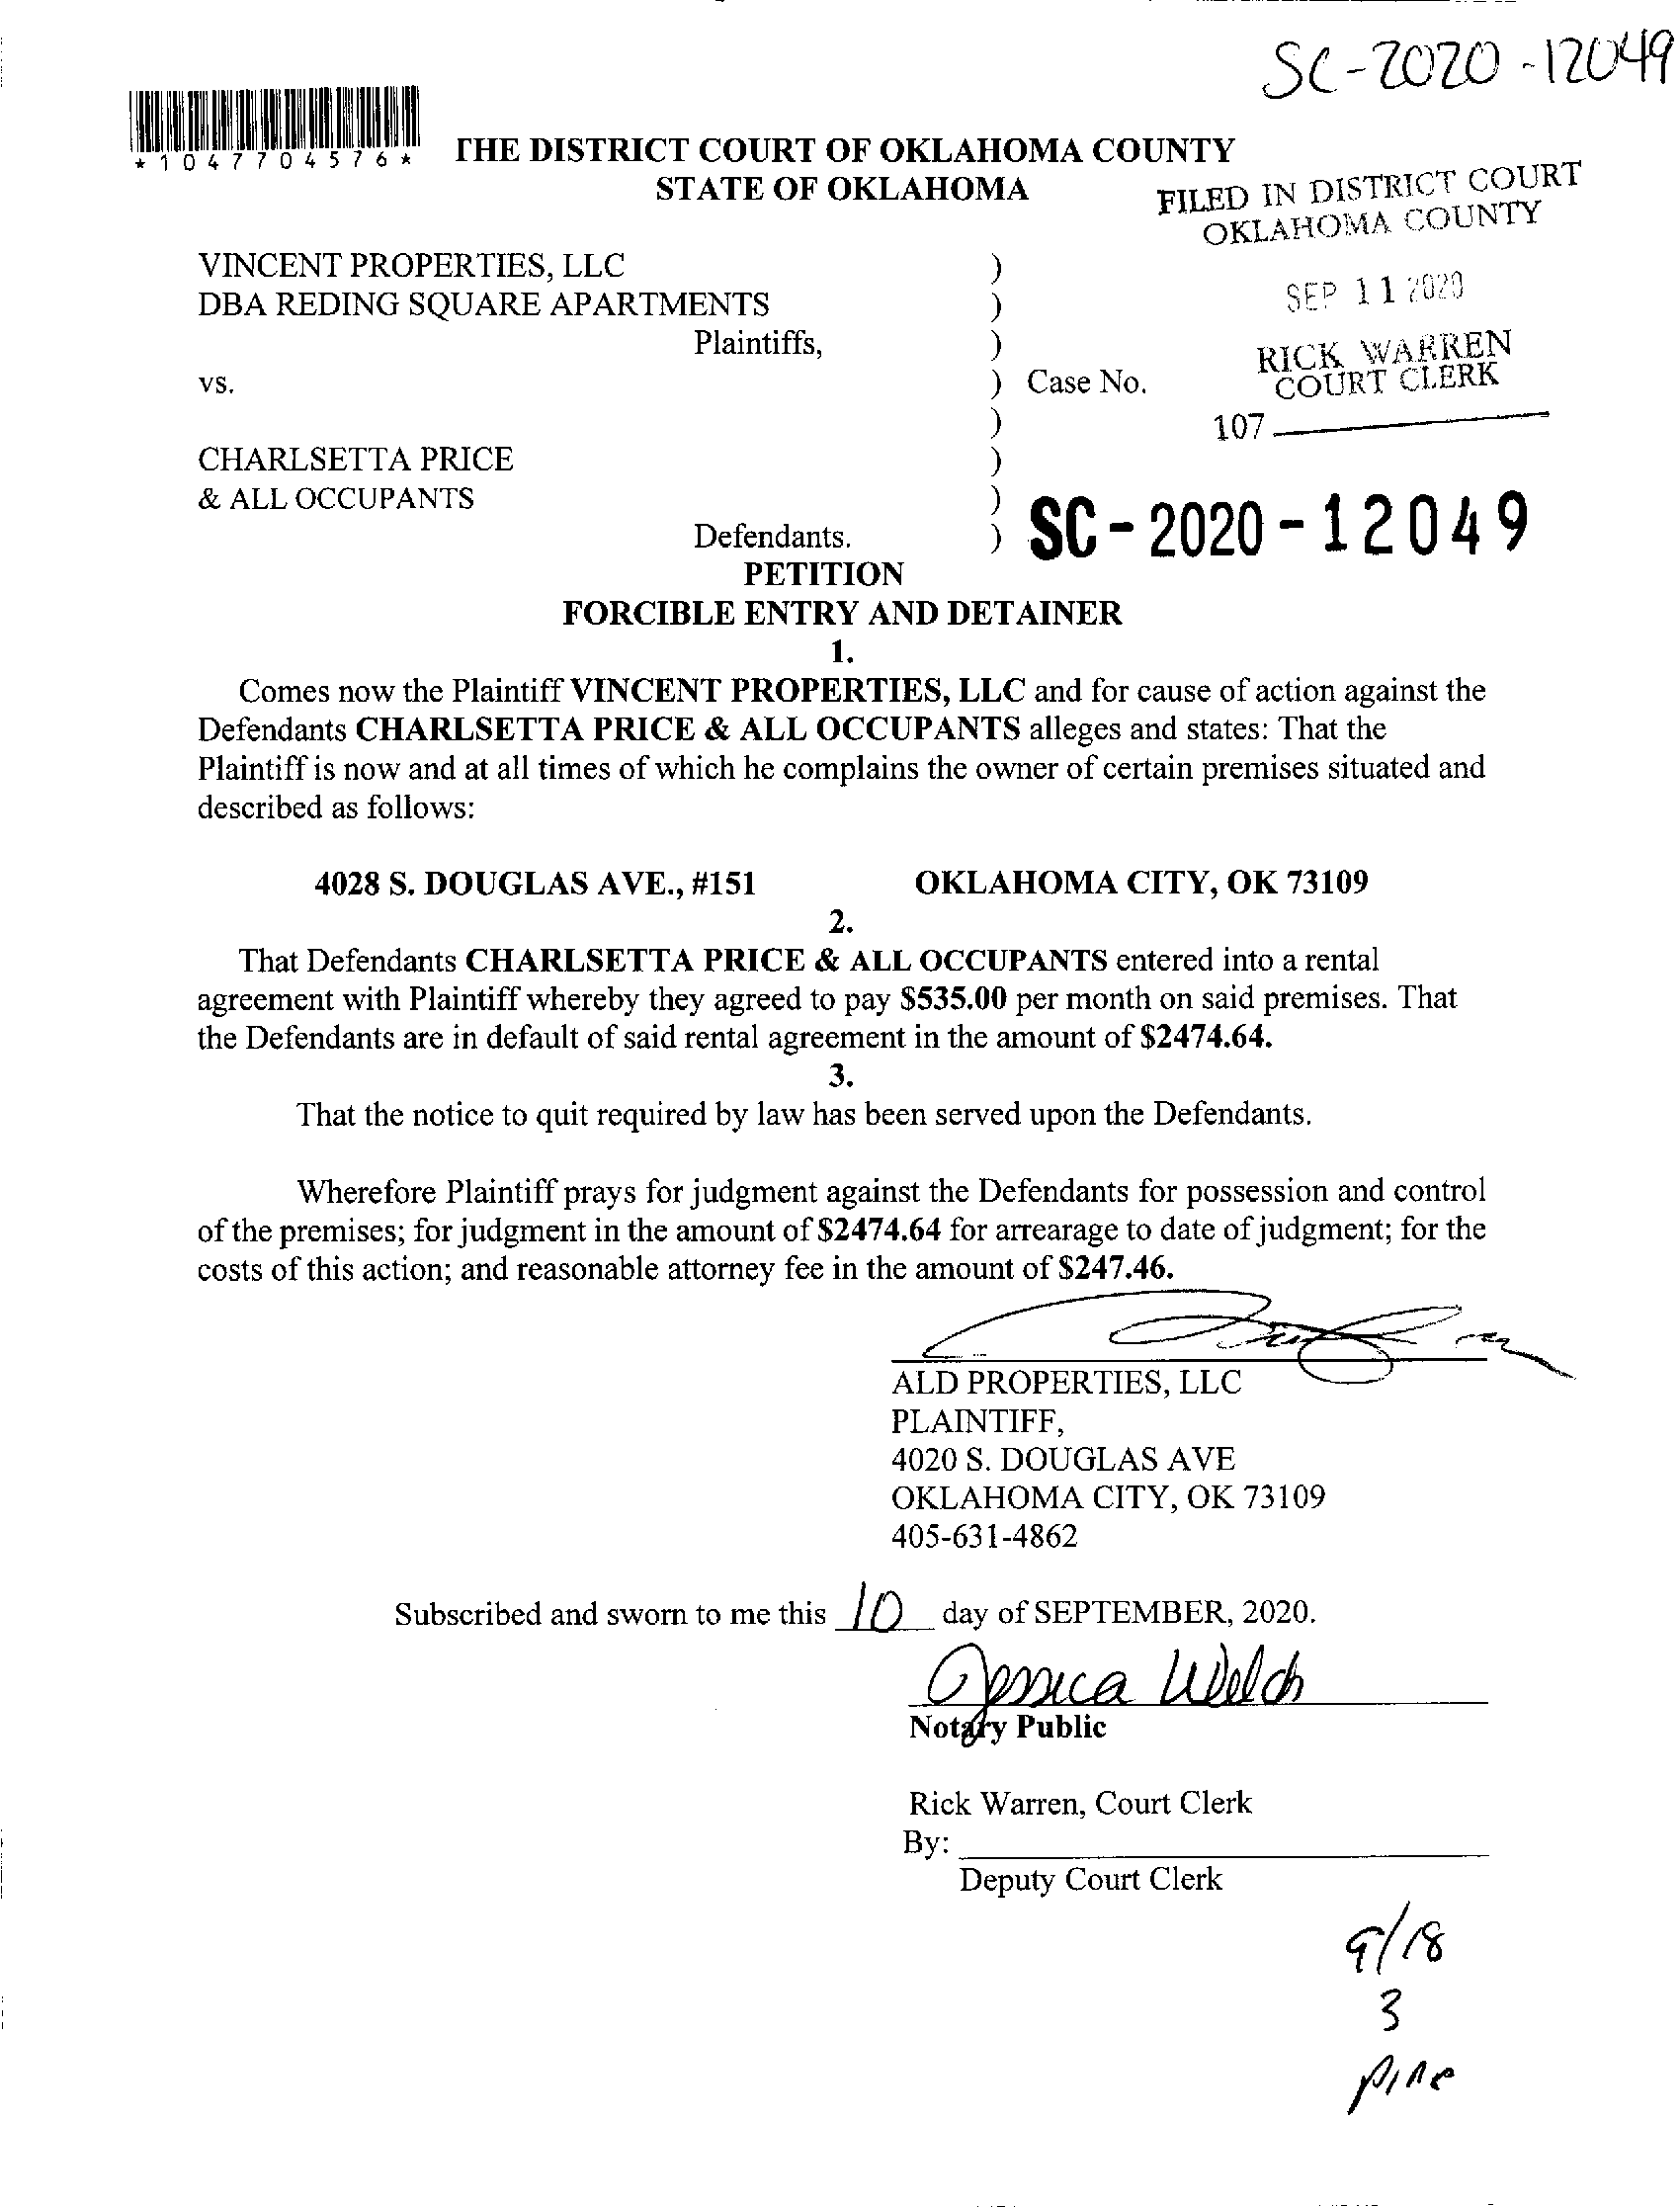 SC-2020-12049
*1047704576*
THE DISTRICT COURT OF OKLAHOMA COUNTY
STATE OF OKLAHOMA
FILED IN DISTRICT COURT
OKLAHOMA COUNTY
VINCENT PROPERTIES, LLC )
DBA REDING SQUARE APARTMENTS )
SEP 11 2020
Plaintiffs, )
RICK WARREN
COURT CLERK
vs. ) Case No.
)
107
CHARLSETTA PRICE )
& ALL OCCUPANTS )
Defendants. ) SC-2020-12049
PETITION
FORCIBLE ENTRY AND DETAINER
1.
Comes now the Plaintiff VINCENT PROPERTIES, LLC and for cause of action against the
Defendants CHARLSETTA PRICE & ALL OCCUPANTS alleges and states: That the
Plaintiff is now and at all times of which he complains the owner of certain premises situated and
described as follows:
4028 S. DOUGLAS AVE., #151 OKLAHOMA CITY, OK 73109
2.
That Defendants CHARLSETTA PRICE & ALL OCCUPANTS entered into a rental
agreement with Plaintiff whereby they agreed to pay $535.00 per month on said premises. That
the Defendants are in default of said rental agreement in the amount of $2474.64.
3.
That the notice to quit required by law has been served upon the Defendants.
Wherefore Plaintiff prays for judgment against the Defendants for possession and control
of the premises; for judgment in the amount of $2474.64 for arrearage to date of judgment; for the
costs of this action; and reasonable attorney fee in the amount of $247.46.
ALD PROPERTIES, LLC
PLAINTIFF,
4020 S. DOUGLAS AVE
OKLAHOMA CITY, OK 73109
405-631-4862
Subscribed and sworn to me this 10 day of SEPTEMBER, 2020.
Jessica Welch
Notary Public
Rick Warren, Court Clerk
By:
Deputy Court Clerk
9/18
3
pine